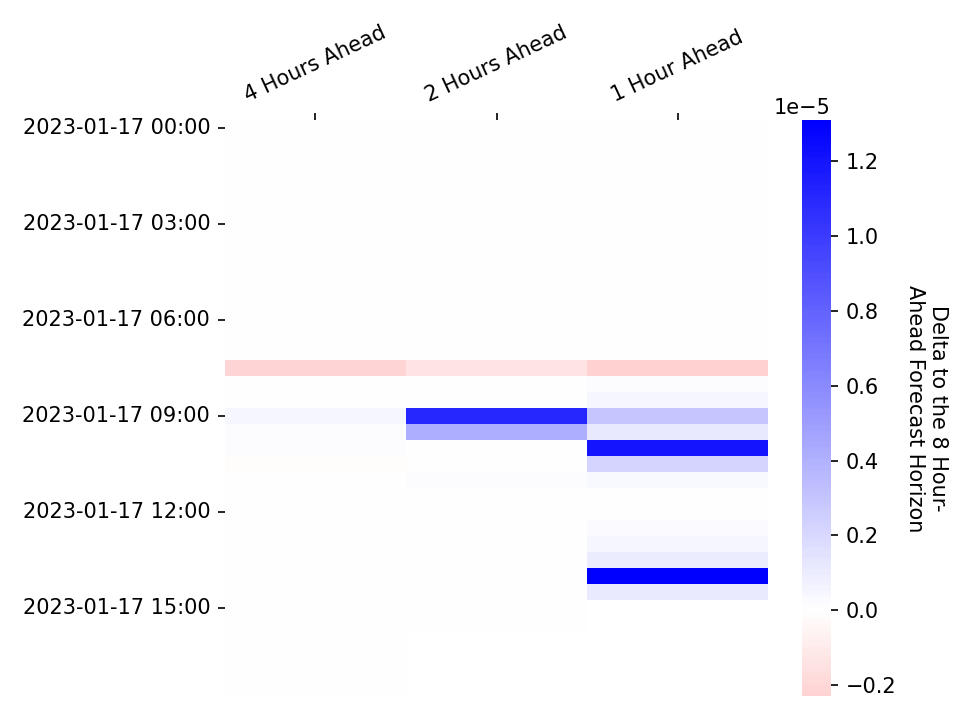 4 Hours Ahead
2 Hours Ahead
1 Hour Ahead
1e−5
2023-01-17 00:00
2023-01-17 03:00
2023-01-17 06:00
2023-01-17 09:00
2023-01-17 12:00
2023-01-17 15:00
1.2
1.0
0.8
0.6
0.4
0.2
0.0
−0.2
Delta to the 8 Hour-
Ahead Forecast Horizon